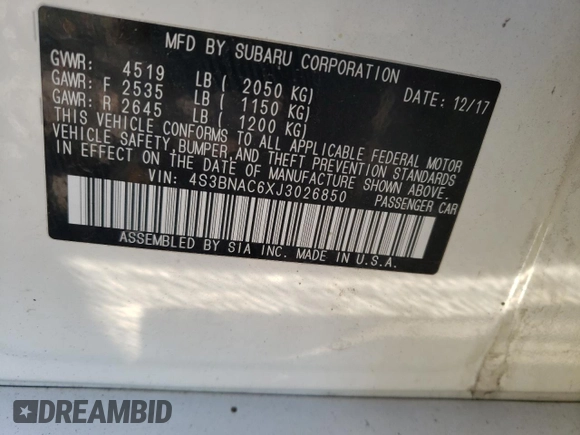 MFD BY SUBARU CORPORATION
GVWR: 4519 LB ( 2050 KG) DATE: 12/17
GAWR: F 2535 LB ( 1150 KG)
GAWR: R 2645 LB ( 1200 KG)
THIS VEHICLE CONFORMS TO ALL APPLICABLE FEDERAL MOTOR
VEHICLE SAFETY, BUMPER, AND THEFT PREVENTION STANDARDS
IN EFFECT ON THE DATE OF MANUFACTURE SHOWN ABOVE.
VIN: 4S3BNAC6XJ3026850 PASSENGER CAR
ASSEMBLED BY SIA INC. MADE IN U.S.A.
DREAMBID